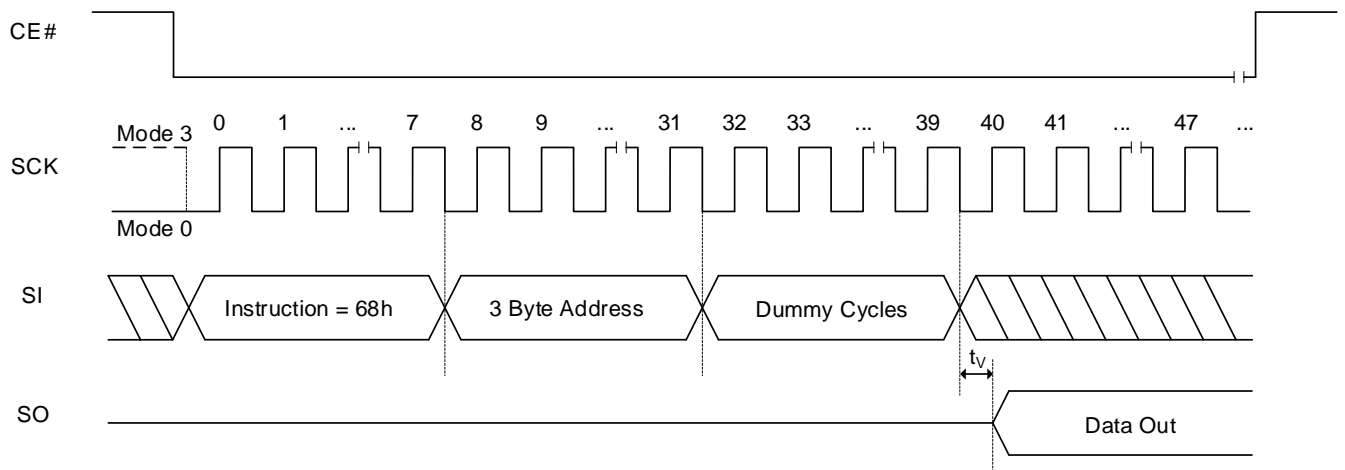 CE#
Mode 3 0 1 ... 7 8 9 ... 31 32 33 ... 39 40 41 ... 47 ...
SCK
Mode 0
SI Instruction = 68h 3 Byte Address Dummy Cycles
tV
SO Data Out